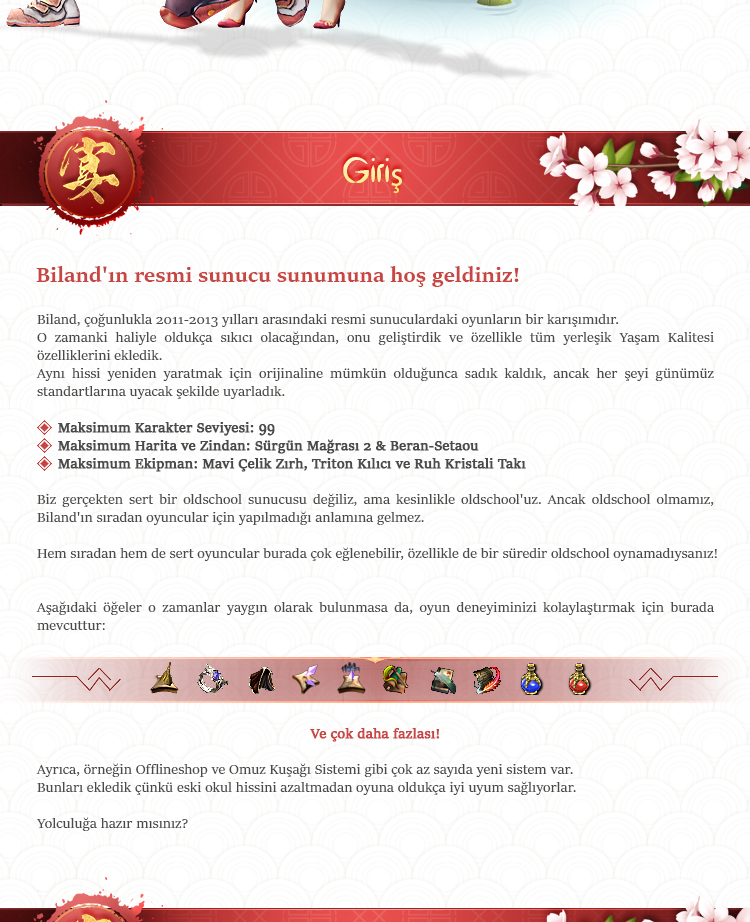 宴
Giriş
Biland'ın resmi sunucu sunumuna hoş geldiniz!
Biland, çoğunlukla 2011-2013 yılları arasındaki resmi sunuculardaki oyunların bir karışımıdır.
O zamanki haliyle oldukça sıkıcı olacağından, onu geliştirdik ve özellikle tüm yerleşik Yaşam Kalitesi
özelliklerini ekledik.
Aynı hissi yeniden yaratmak için orijinaline mümkün olduğunca sadık kaldık, ancak her şeyi günümüz
standartlarına uyacak şekilde uyarladık.
Maksimum Karakter Seviyesi: 99
Maksimum Harita ve Zindan: Sürgün Mağrası 2 & Beran-Setaou
Maksimum Ekipman: Mavi Çelik Zırh, Triton Kılıcı ve Ruh Kristali Takı
Biz gerçekten sert bir oldschool sunucusu değiliz, ama kesinlikle oldschool'uz. Ancak oldschool olmamız,
Biland'ın sıradan oyuncular için yapılmadığı anlamına gelmez.
Hem sıradan hem de sert oyuncular burada çok eğlenebilir, özellikle de bir süredir oldschool oynamadıysanız!
Aşağıdaki öğeler o zamanlar yaygın olarak bulunmasa da, oyun deneyiminizi kolaylaştırmak için burada
mevcuttur:
Ve çok daha fazlası!
Ayrıca, örneğin Offlineshop ve Omuz Kuşağı Sistemi gibi çok az sayıda yeni sistem var.
Bunları ekledik çünkü eski okul hissini azaltmadan oyuna oldukça iyi uyum sağlıyorlar.
Yolculuğa hazır mısınız?